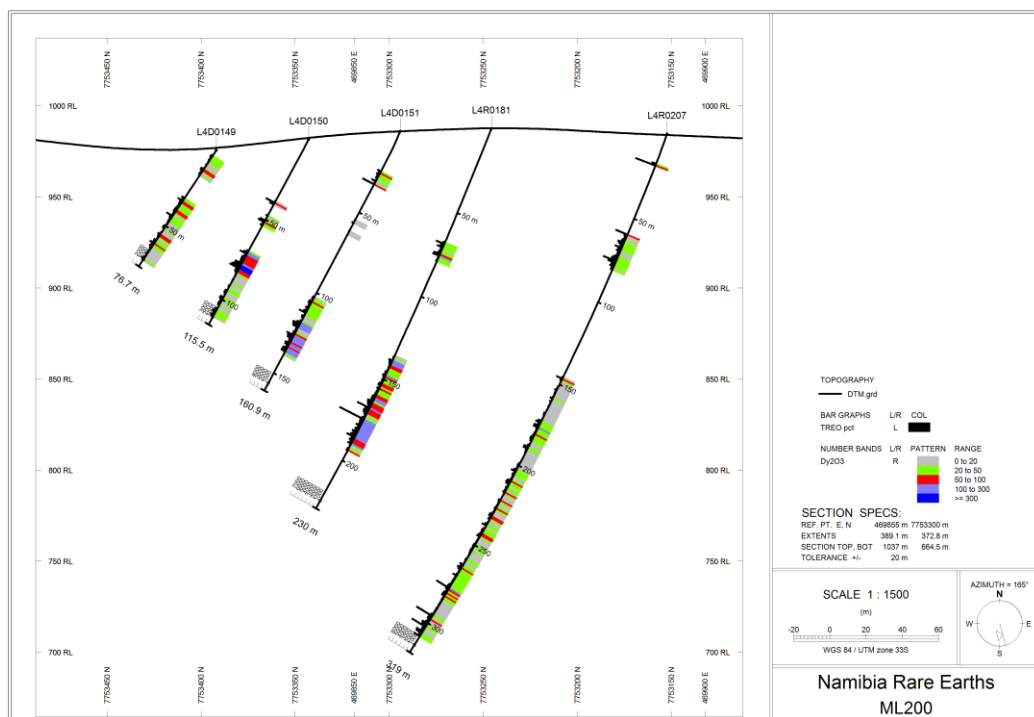 7753450 N
7753400 N
7753350 N
469850 E
7753300 N
7753250 N
7753200 N
7753150 N
469900 E
1000 RL
1000 RL
L4D0149
L4D0150
L4D0151
L4R0181
L4R0207
950 RL
950 RL
50 m
50 m
50 m
50 m
50 m
900 RL
900 RL
76.7 m
100
100
100
100
115.5 m
850 RL
850 RL
150
150
150
160.9 m
800 RL
800 RL
200
200
230 m
750 RL
750 RL
250
700 RL
700 RL
300
319 m
7753450 N
7753400 N
7753350 N
469850 E
7753300 N
7753250 N
7753200 N
7753150 N
469900 E
TOPOGRAPHY
DTM.grd
BAR GRAPHS L/R COL
TREO pct L
NUMBER BANDS L/R PATTERN RANGE
Dy2O3 R 0 to 20
20 to 50
50 to 100
100 to 300
>= 300
SECTION SPECS:
REF. PT. E, N 469855 m 7753300 m
EXTENTS 389.1 m 372.8 m
SECTION TOP, BOT 1037 m 664.5 m
TOLERANCE +/- 20 m
SCALE 1 : 1500
(m)
-20 0 20 40 60
WGS 84 / UTM zone 33S
AZIMUTH = 165°
N
W E
S
Namibia Rare Earths
ML200